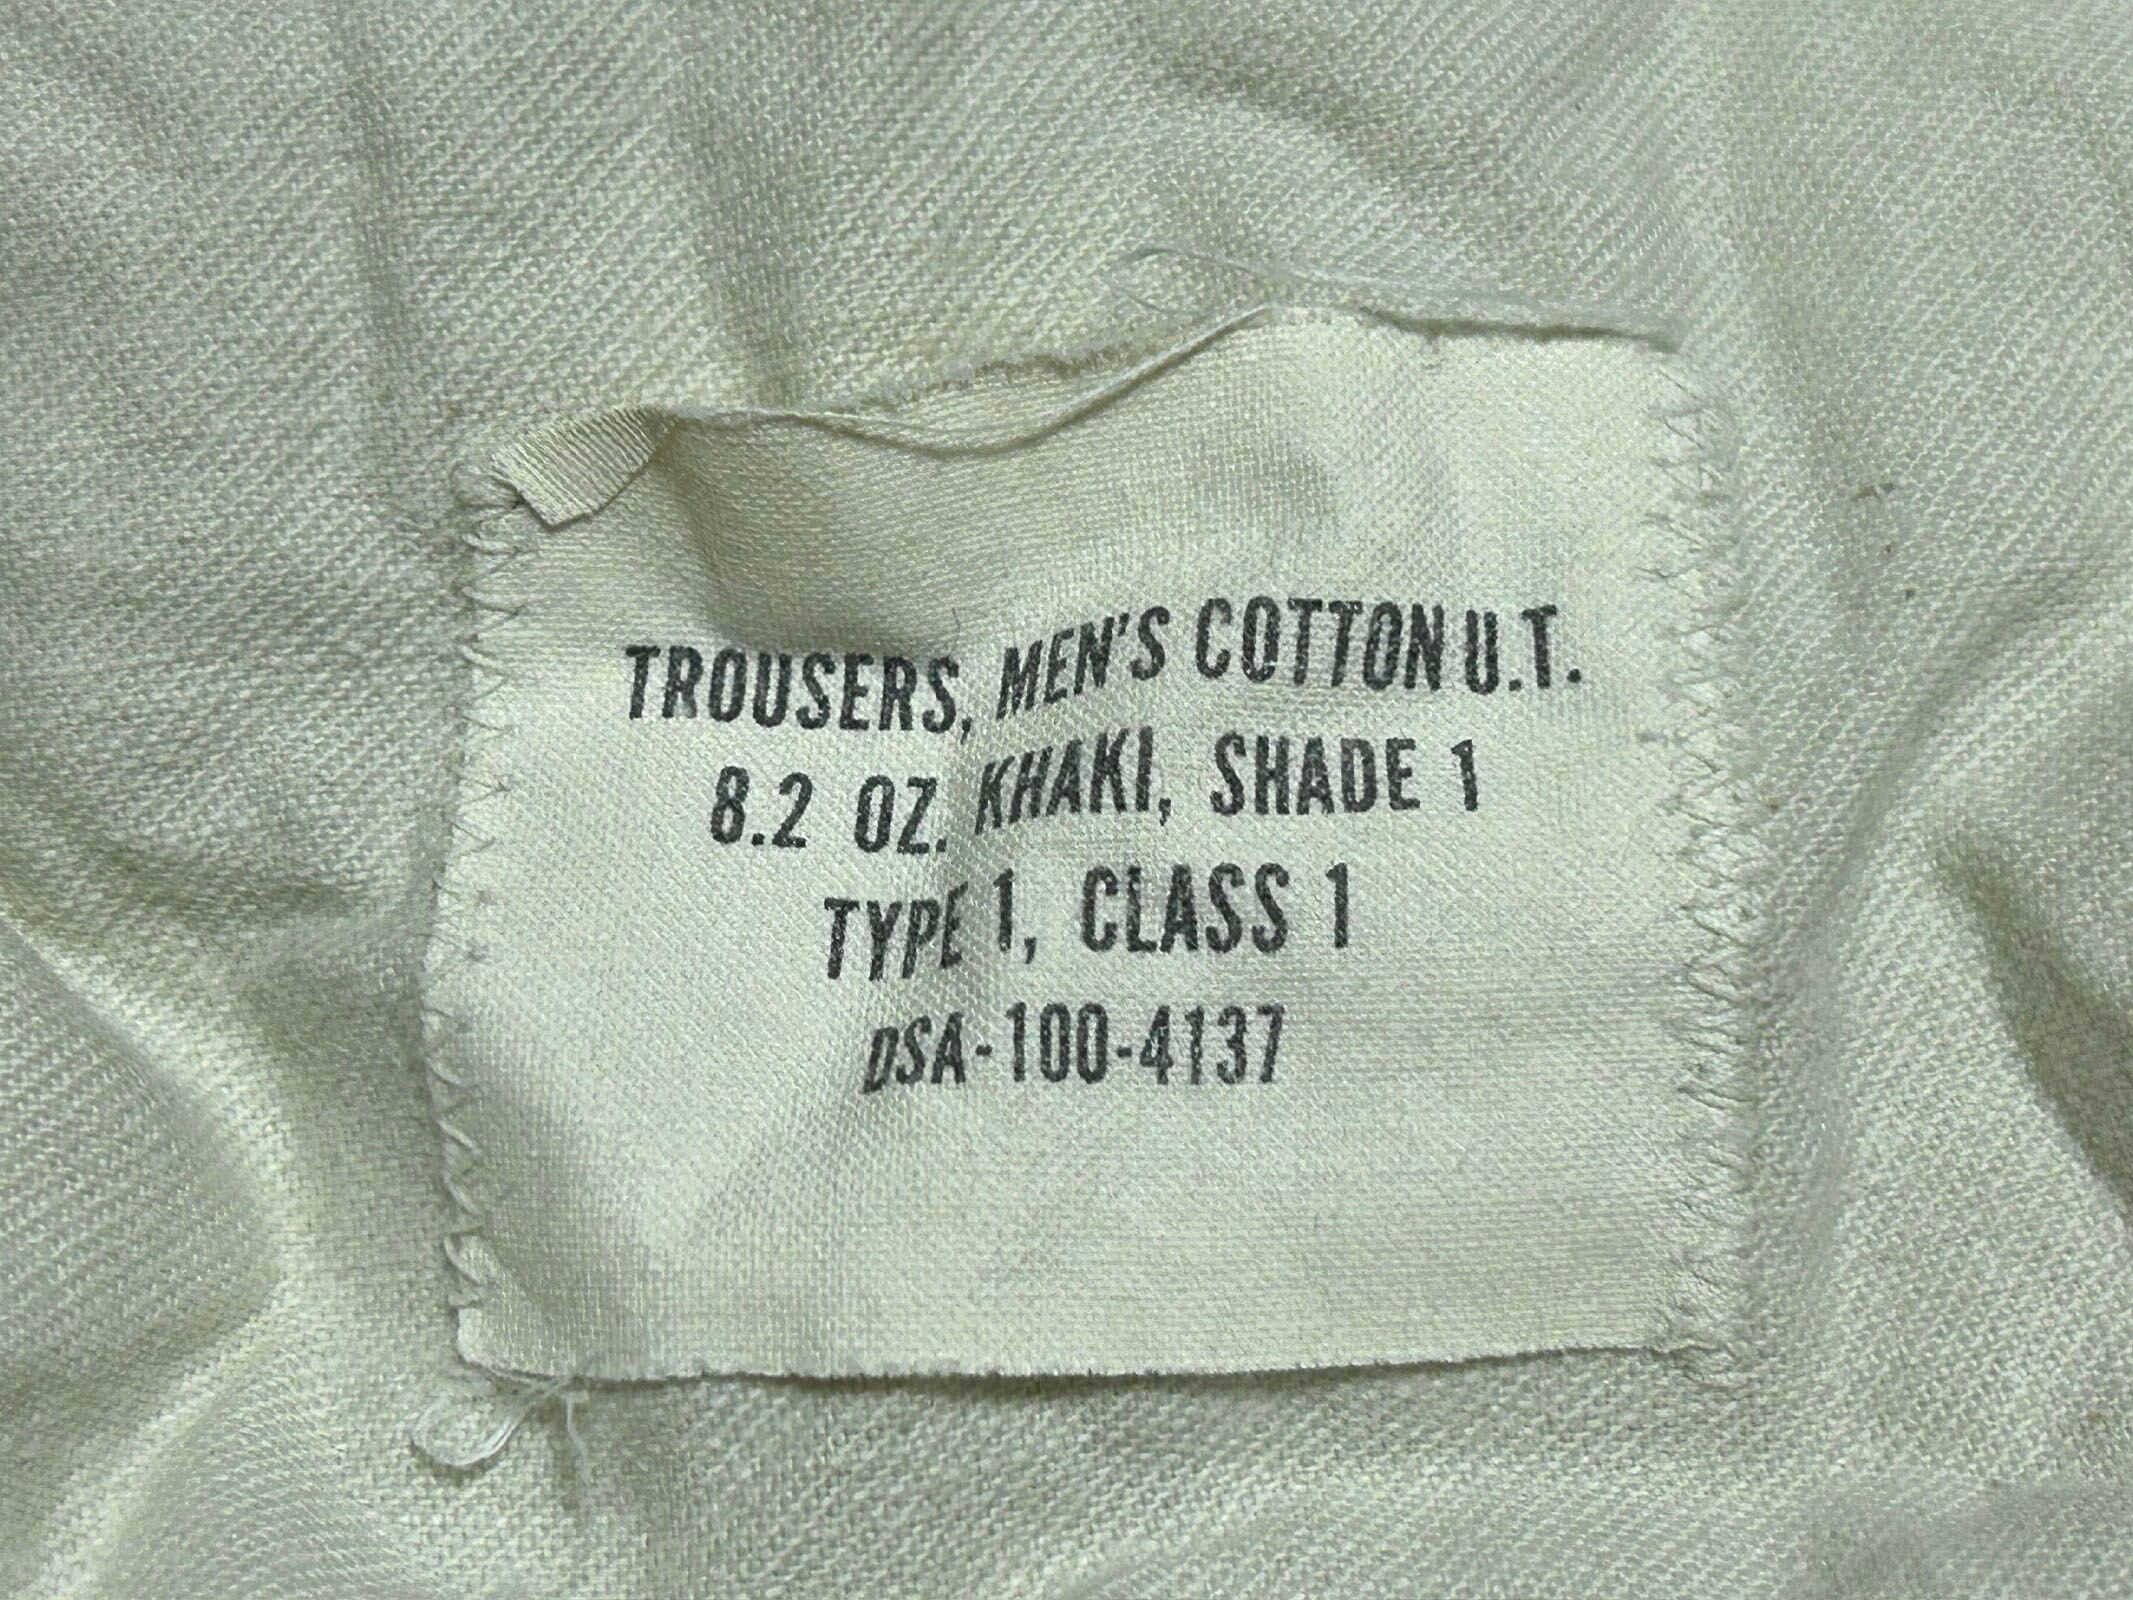 TROUSERS, MEN'S COTTON U.T.
8.2 OZ. KHAKI, SHADE 1
TYPE 1, CLASS 1
DSA-100-4137